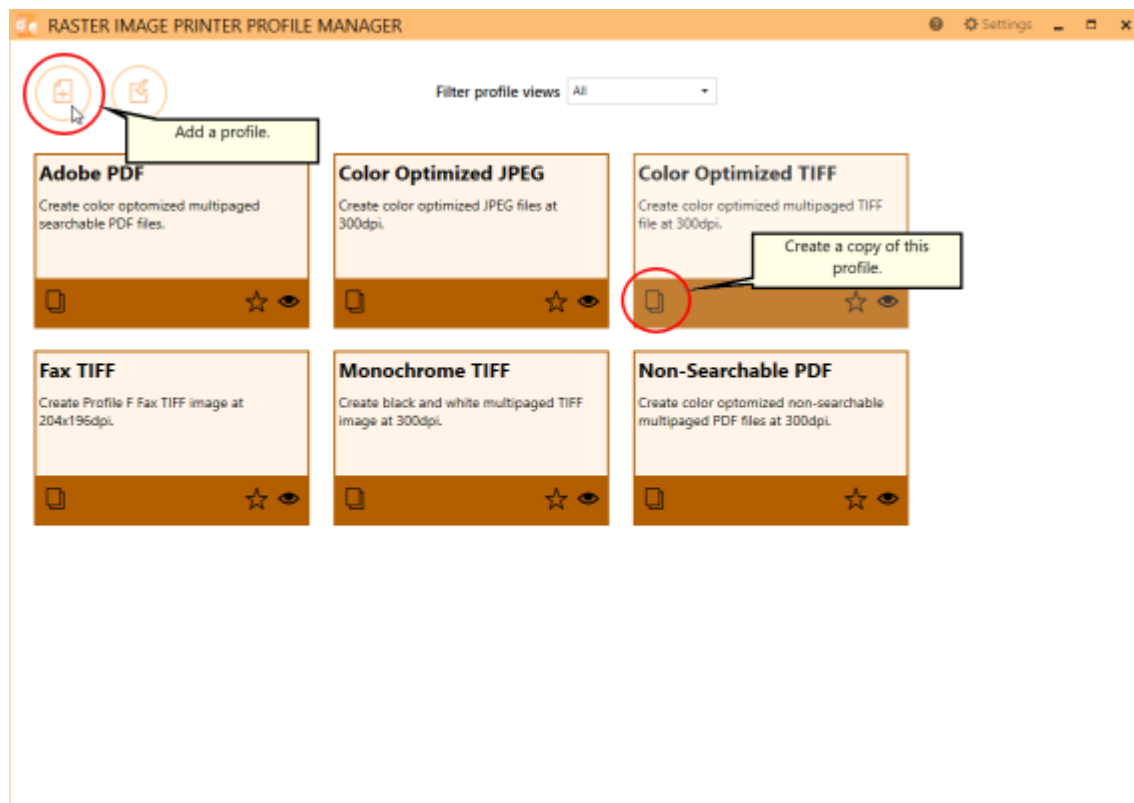 RASTER IMAGE PRINTER PROFILE MANAGER
Settings
Filter profile views All
Add a profile.
Adobe PDF
Create color optomized multipaged
searchable PDF files.
Color Optimized JPEG
Create color optimized JPEG files at
300dpi.
Color Optimized TIFF
Create color optimized multipaged TIFF
file at 300dpi.
Create a copy of this
profile.
Fax TIFF
Create Profile F Fax TIFF image at
204x196dpi.
Monochrome TIFF
Create black and white multipaged TIFF
image at 300dpi.
Non-Searchable PDF
Create color optomized non-searchable
multipaged PDF files at 300dpi.